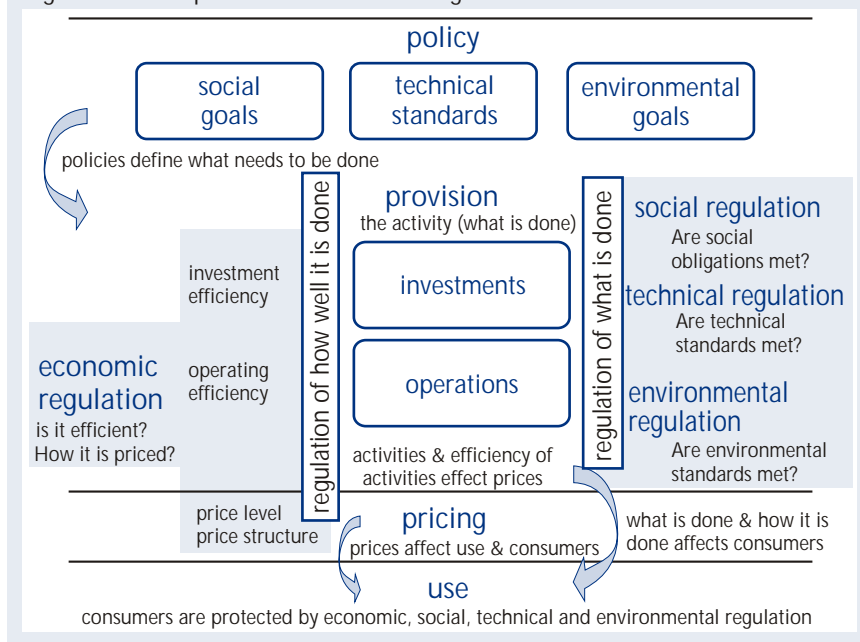 policy
social
goals
technical
standards
environmental
goals
policies define what needs to be done
regulation of how well it is done
provision
the activity (what is done)
investments
operations
activities & efficiency of
activities effect prices
regulation of what is done
social regulation
Are social
obligations met?
technical regulation
Are technical
standards met?
environmental
regulation
Are environmental
standards met?
investment
efficiency
operating
efficiency
economic
regulation
is it efficient?
How it is priced?
price level
price structure
pricing
prices affect use & consumers
what is done & how it is
done affects consumers
use
consumers are protected by economic, social, technical and environmental regulation